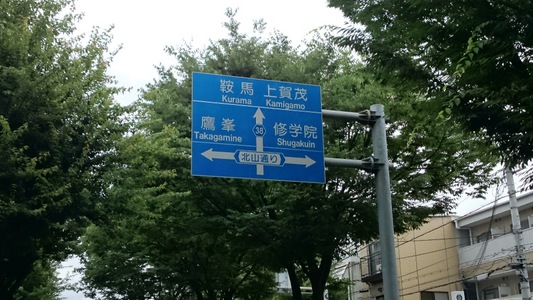 鞍馬 上賀茂
Kurama Kamigamo
鷹峯 38 修学院
Takagamine Shugakuin
北山通り